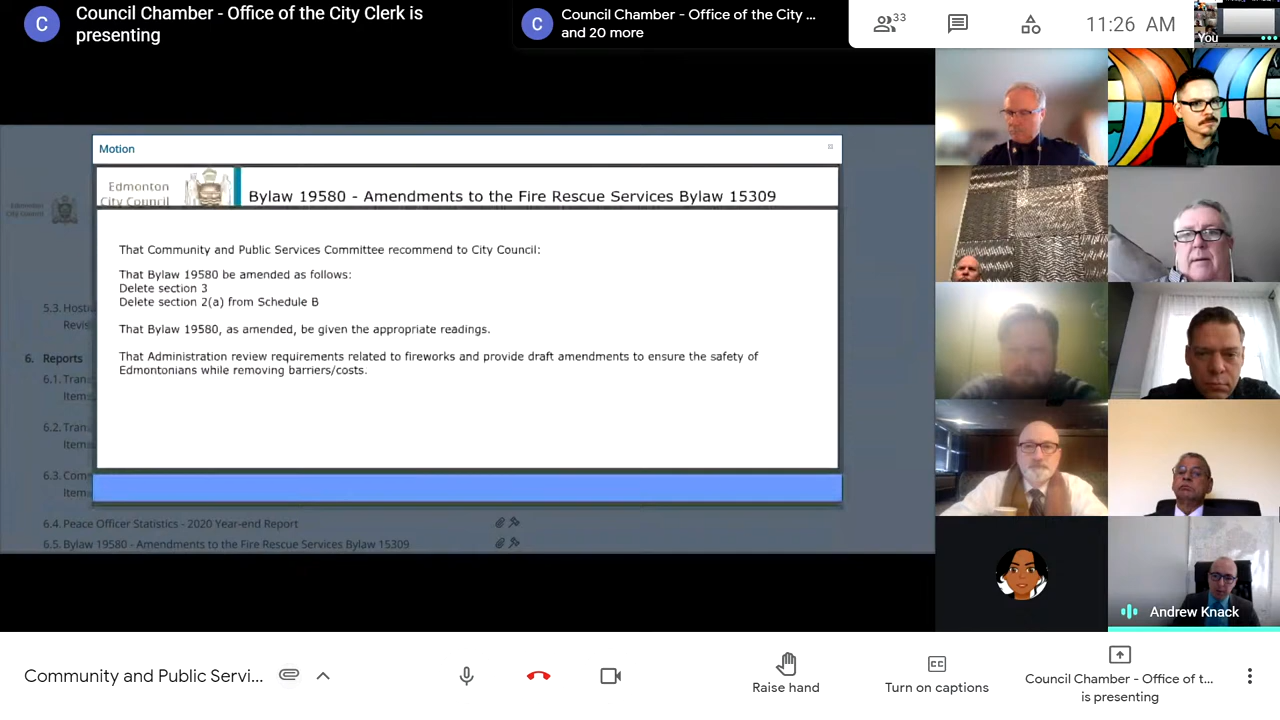 C
Council Chamber - Office of the City Clerk is
presenting
C
Council Chamber - Office of the City ...
and 20 more
33
11:26 AM
You
Motion
Edmonton
City Council
Bylaw 19580 - Amendments to the Fire Rescue Services Bylaw 15309
Edmonton
City Council
That Community and Public Services Committee recommend to City Council:
That Bylaw 19580 be amended as follows:
Delete section 3
Delete section 2(a) from Schedule B
That Bylaw 19580, as amended, be given the appropriate readings.
That Administration review requirements related to fireworks and provide draft amendments to ensure the safety of
Edmontonians while removing barriers/costs.
5.3.
6. Reports
6.1.
6.2.
6.3.
6.4. Peace Officer Statistics - 2020 Year-end Report
6.5. Bylaw 19580 - Amendments to the Fire Rescue Services Bylaw 15309
Andrew Knack
Community and Public Servi...
Raise hand
Turn on captions
Council Chamber - Office of t...
is presenting